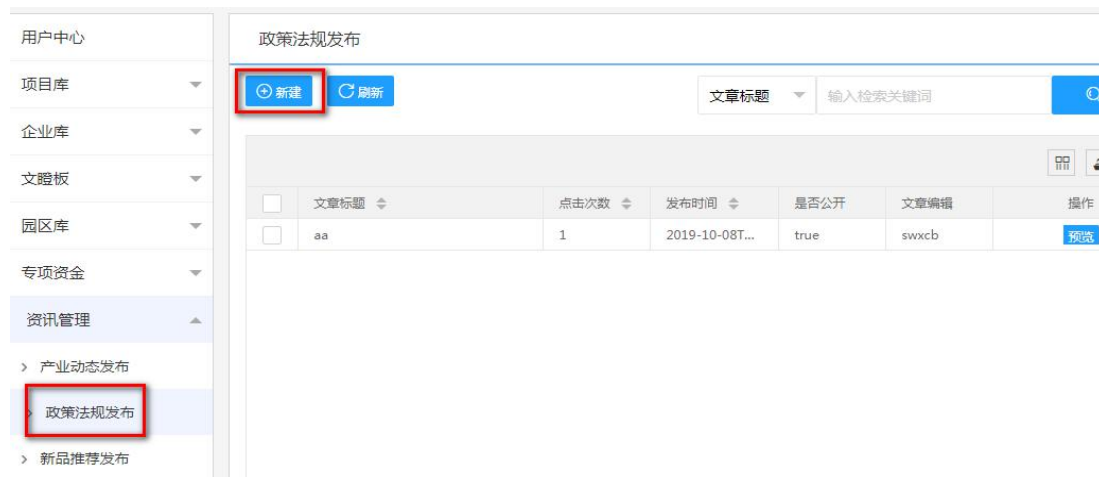 用户中心
项目库
企业库
文瞪板
园区库
专项资金
资讯管理
> 产业动态发布
> 政策法规发布
> 新品推荐发布
政策法规发布
新建 刷新 文章标题 输入检索关键词
文章标题 点击次数 发布时间 是否公开 文章编辑 操作
aa 1 2019-10-08T... true swxcb 预览